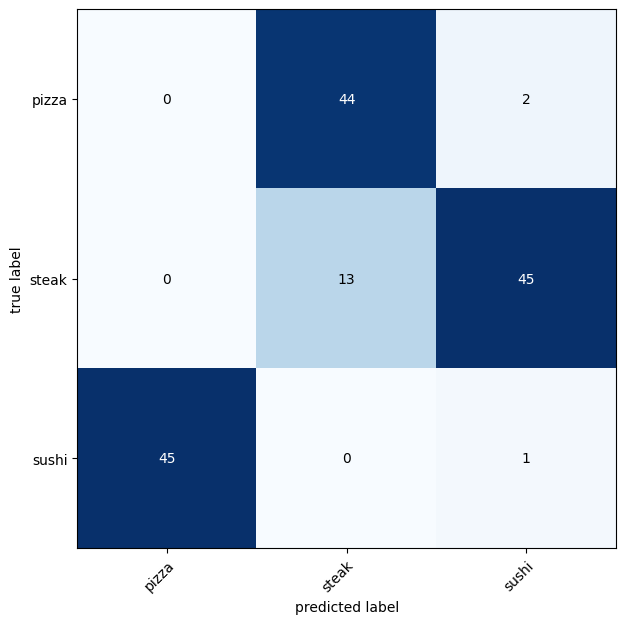 pizza 0 44 2
steak 0 13 45
sushi 45 0 1
pizza steak sushi
predicted label
true label